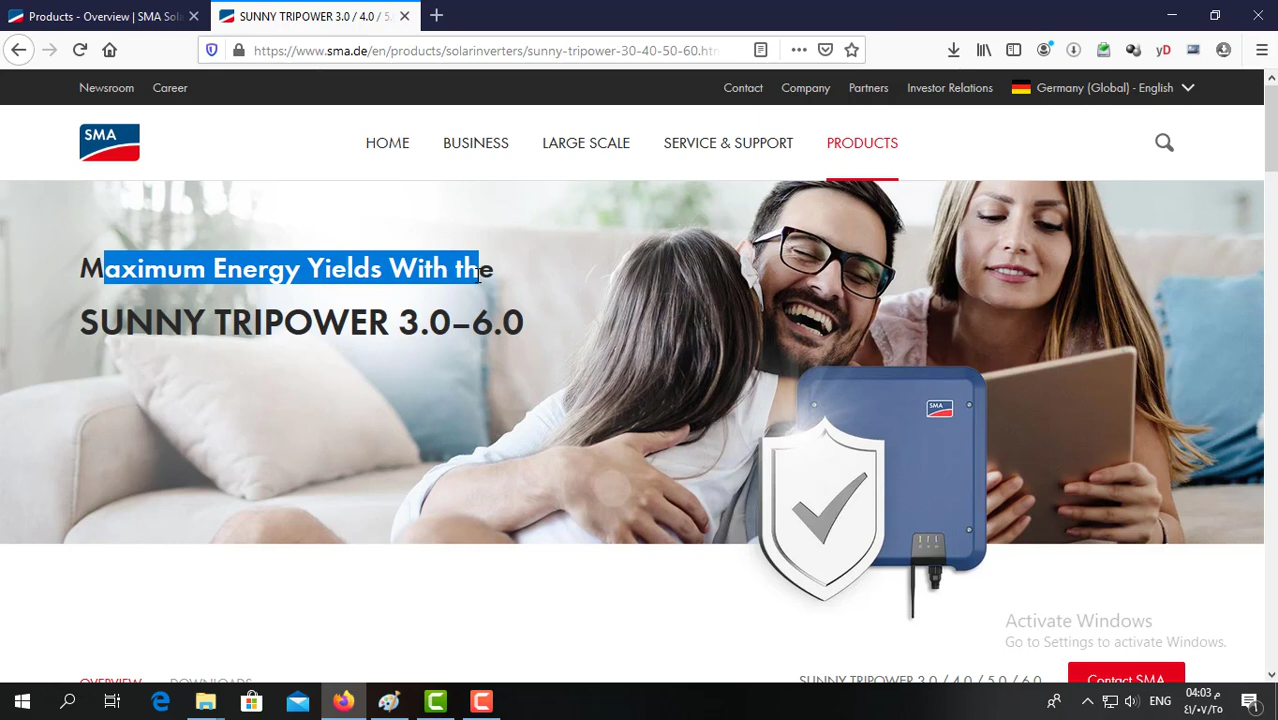 Products - Overview | SMA Sola
SUNNY TRIPOWER 3.0 / 4.0 / 5.
https://www.sma.de/en/products/solarinverters/sunny-tripower-30-40-50-60.htm
yD
Newsroom Career
Contact Company Partners Investor Relations Germany (Global) - English
SMA
HOME BUSINESS LARGE SCALE SERVICE & SUPPORT PRODUCTS
Maximum Energy Yields With the
SUNNY TRIPOWER 3.0–6.0
SMA
Activate Windows
Go to Settings to activate Windows.
OVERVIEW DOWNLOADS
SUNNY TRIPOWER 3.0 / 4.0 / 5.0 / 6.0
Contact SMA
ENG
04:03 م